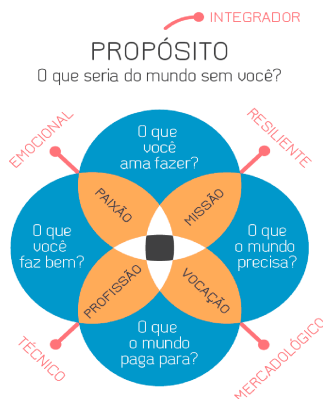 INTEGRADOR
PROPÓSITO
O que seria do mundo sem você?
EMOCIONAL
RESILIENTE
O que
você
ama fazer?
PAIXÃO
MISSÃO
O que
você
faz bem?
O que
o mundo
precisa?
PROFISSÃO
VOCAÇÃO
O que
o mundo
paga para?
TÉCNICO
MERCADOLÓGICO